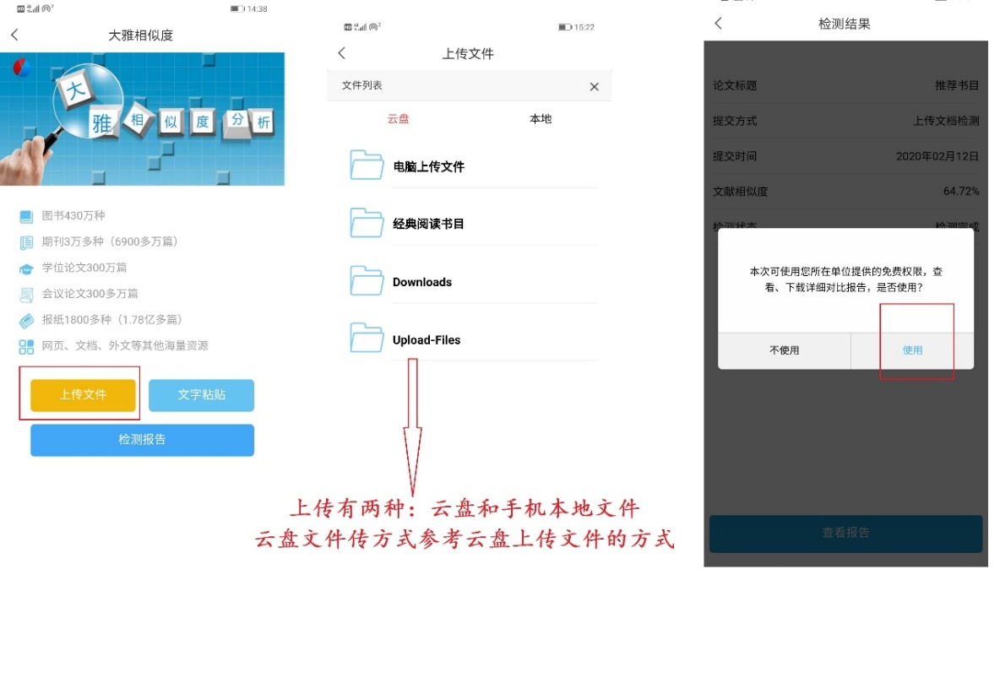 14:38
大雅相似度
大雅相似度分析
图书430万种
期刊3万多种（6900多万篇）
学位论文300万篇
会议论文300多万篇
报纸1800多种（1.78亿多篇）
网页、文档、外文等其他海量资源
上传文件 文字粘贴
检测报告
15:22
上传文件
文件列表
云盘 本地
电脑上传文件
经典阅读书目
Downloads
Upload-Files
上传有两种：云盘和手机本地文件
云盘文件传方式参考云盘上传文件的方式
检测结果
论文标题 推荐书目
提交方式 上传文档检测
提交时间 2020年02月12日
文献相似度 64.72%
检测状态 检测完成
本次可使用您所在单位提供的免费权限，查
看、下载详细对比报告，是否使用？
不使用 使用
查看报告